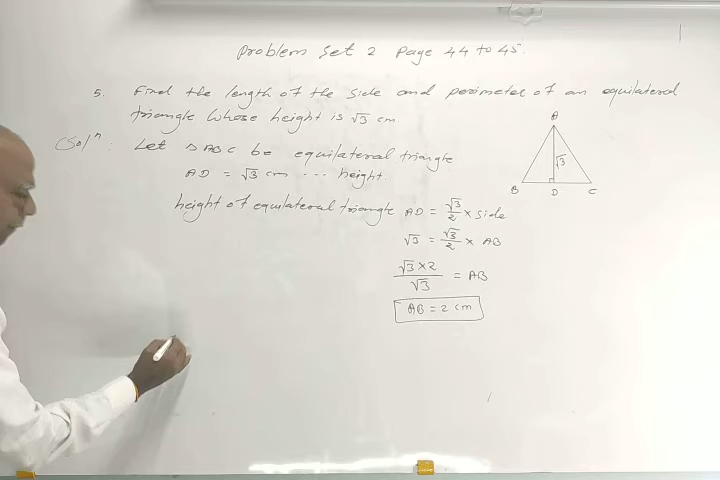 Problem Set 2 Page 44 to 45.
5. Find the length of the side and perimeter of an equilateral
triangle whose height is √3 cm.
Solⁿ: Let △ABC be equilateral triangle
AD = √3 cm --- height.
height of equilateral triangle AD = √3/2 × side
√3 = √3/2 × AB
√3 × 2/√3 = AB
AB = 2 cm
A
√3
B D C